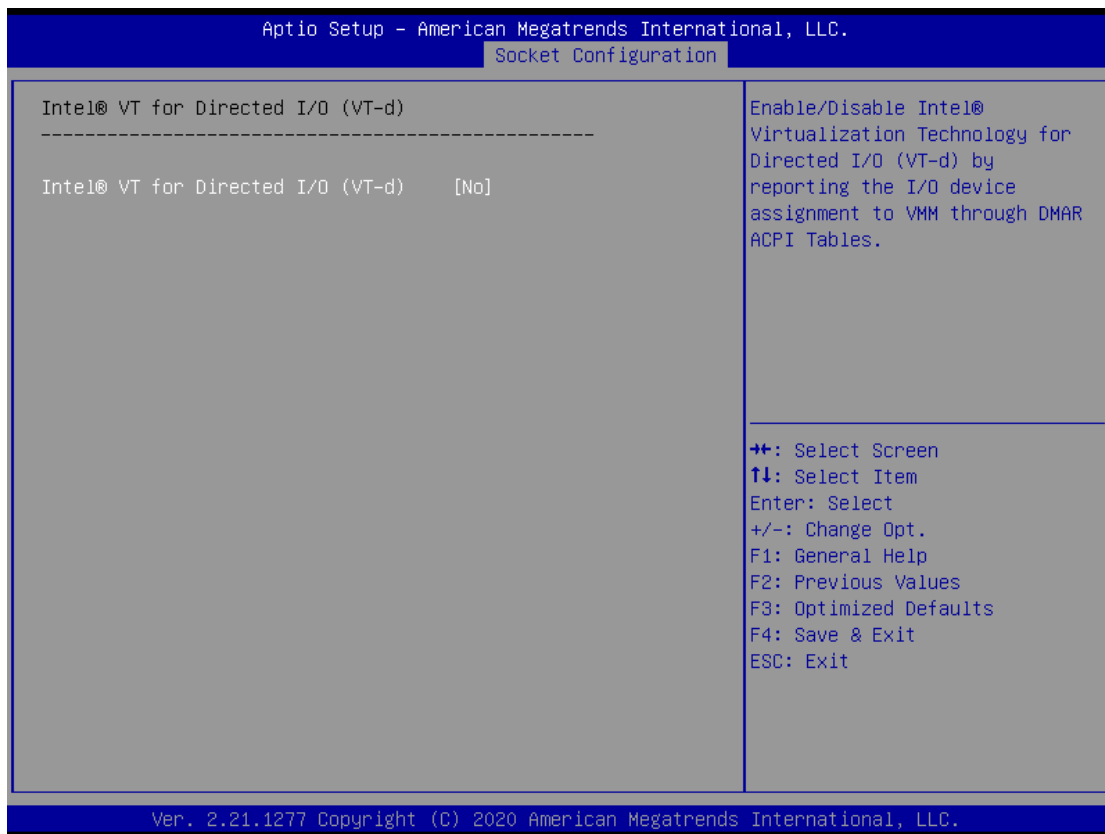 Aptio Setup – American Megatrends International, LLC.
Socket Configuration
Intel® VT for Directed I/O (VT-d)
--------------------------------------------------
Intel® VT for Directed I/O (VT-d) [No]
Enable/Disable Intel®
Virtualization Technology for
Directed I/O (VT-d) by
reporting the I/O device
assignment to VMM through DMAR
ACPI Tables.
→←: Select Screen
↑↓: Select Item
Enter: Select
+/-: Change Opt.
F1: General Help
F2: Previous Values
F3: Optimized Defaults
F4: Save & Exit
ESC: Exit
Ver. 2.21.1277 Copyright (C) 2020 American Megatrends International, LLC.